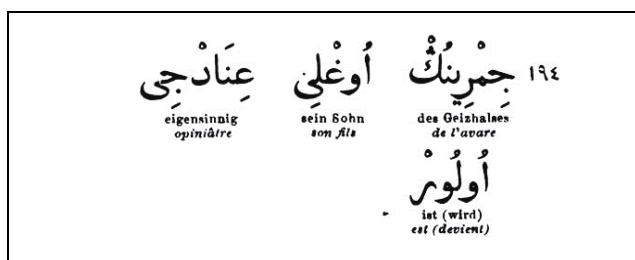 ١٩٤ جِمْرِينُڭْ اُوغْلِي عِنَادْجِى
eigensinnig sein Sohn des Geizhalses
opiniâtre son fils de l'avare
اُولُورْ
ist (wird)
est (devient)